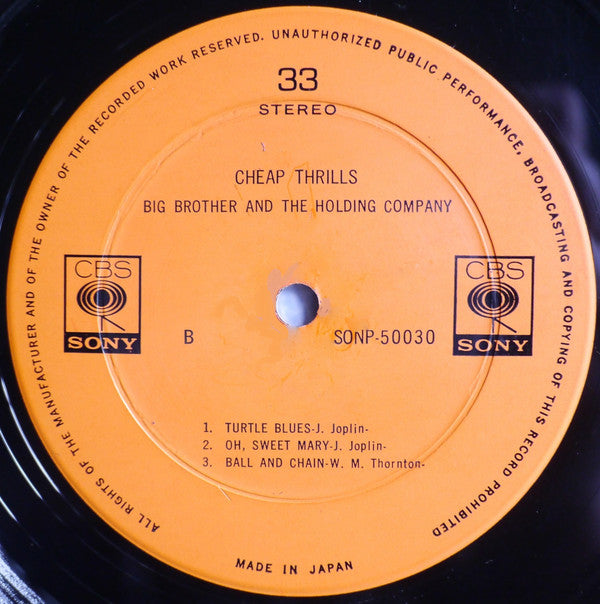 ALL RIGHTS OF THE MANUFACTURER AND OF THE OWNER OF THE RECORDED WORK RESERVED. UNAUTHORIZED PUBLIC PERFORMANCE, BROADCASTING AND COPYING OF THIS RECORD PROHIBITED
33
STEREO
CHEAP THRILLS
BIG BROTHER AND THE HOLDING COMPANY
CBS
SONY
CBS
SONY
B
SONP-50030
1. TURTLE BLUES-J. Joplin-
2. OH, SWEET MARY-J. Joplin-
3. BALL AND CHAIN-W. M. Thornton-
MADE IN JAPAN